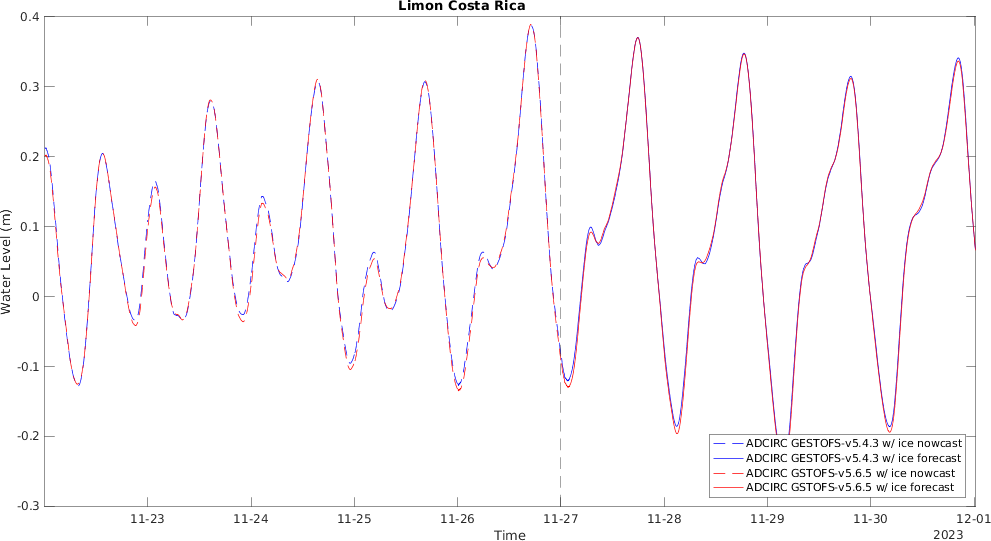 Limon Costa Rica
0.4
0.3
0.2
0.1
0
-0.1
-0.2
-0.3
Water Level (m)
ADCIRC GESTOFS-v5.4.3 w/ ice nowcast
ADCIRC GESTOFS-v5.4.3 w/ ice forecast
ADCIRC GSTOFS-v5.6.5 w/ ice nowcast
ADCIRC GSTOFS-v5.6.5 w/ ice forecast
11-23 11-24 11-25 11-26 11-27 11-28 11-29 11-30 12-01
Time
2023